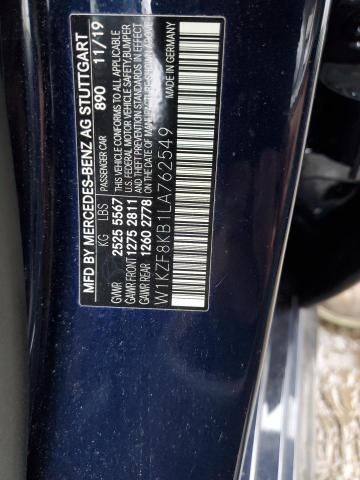 MFD BY MERCEDES-BENZ AG STUTTGART
890 11/19
PASSENGER CAR
KG LBS
GVWR 2525 5567
GAWR FRONT 1275 2811
GAWR REAR 1260 2778
THIS VEHICLE CONFORMS TO ALL APPLICABLE
U.S. FEDERAL MOTOR VEHICLE SAFETY/BUMPER
AND THEFT PREVENTION STANDARDS IN EFFECT
ON THE DATE OF MANUFACTURE SHOWN ABOVE
MADE IN GERMANY
W1KZF8KB1LA762549